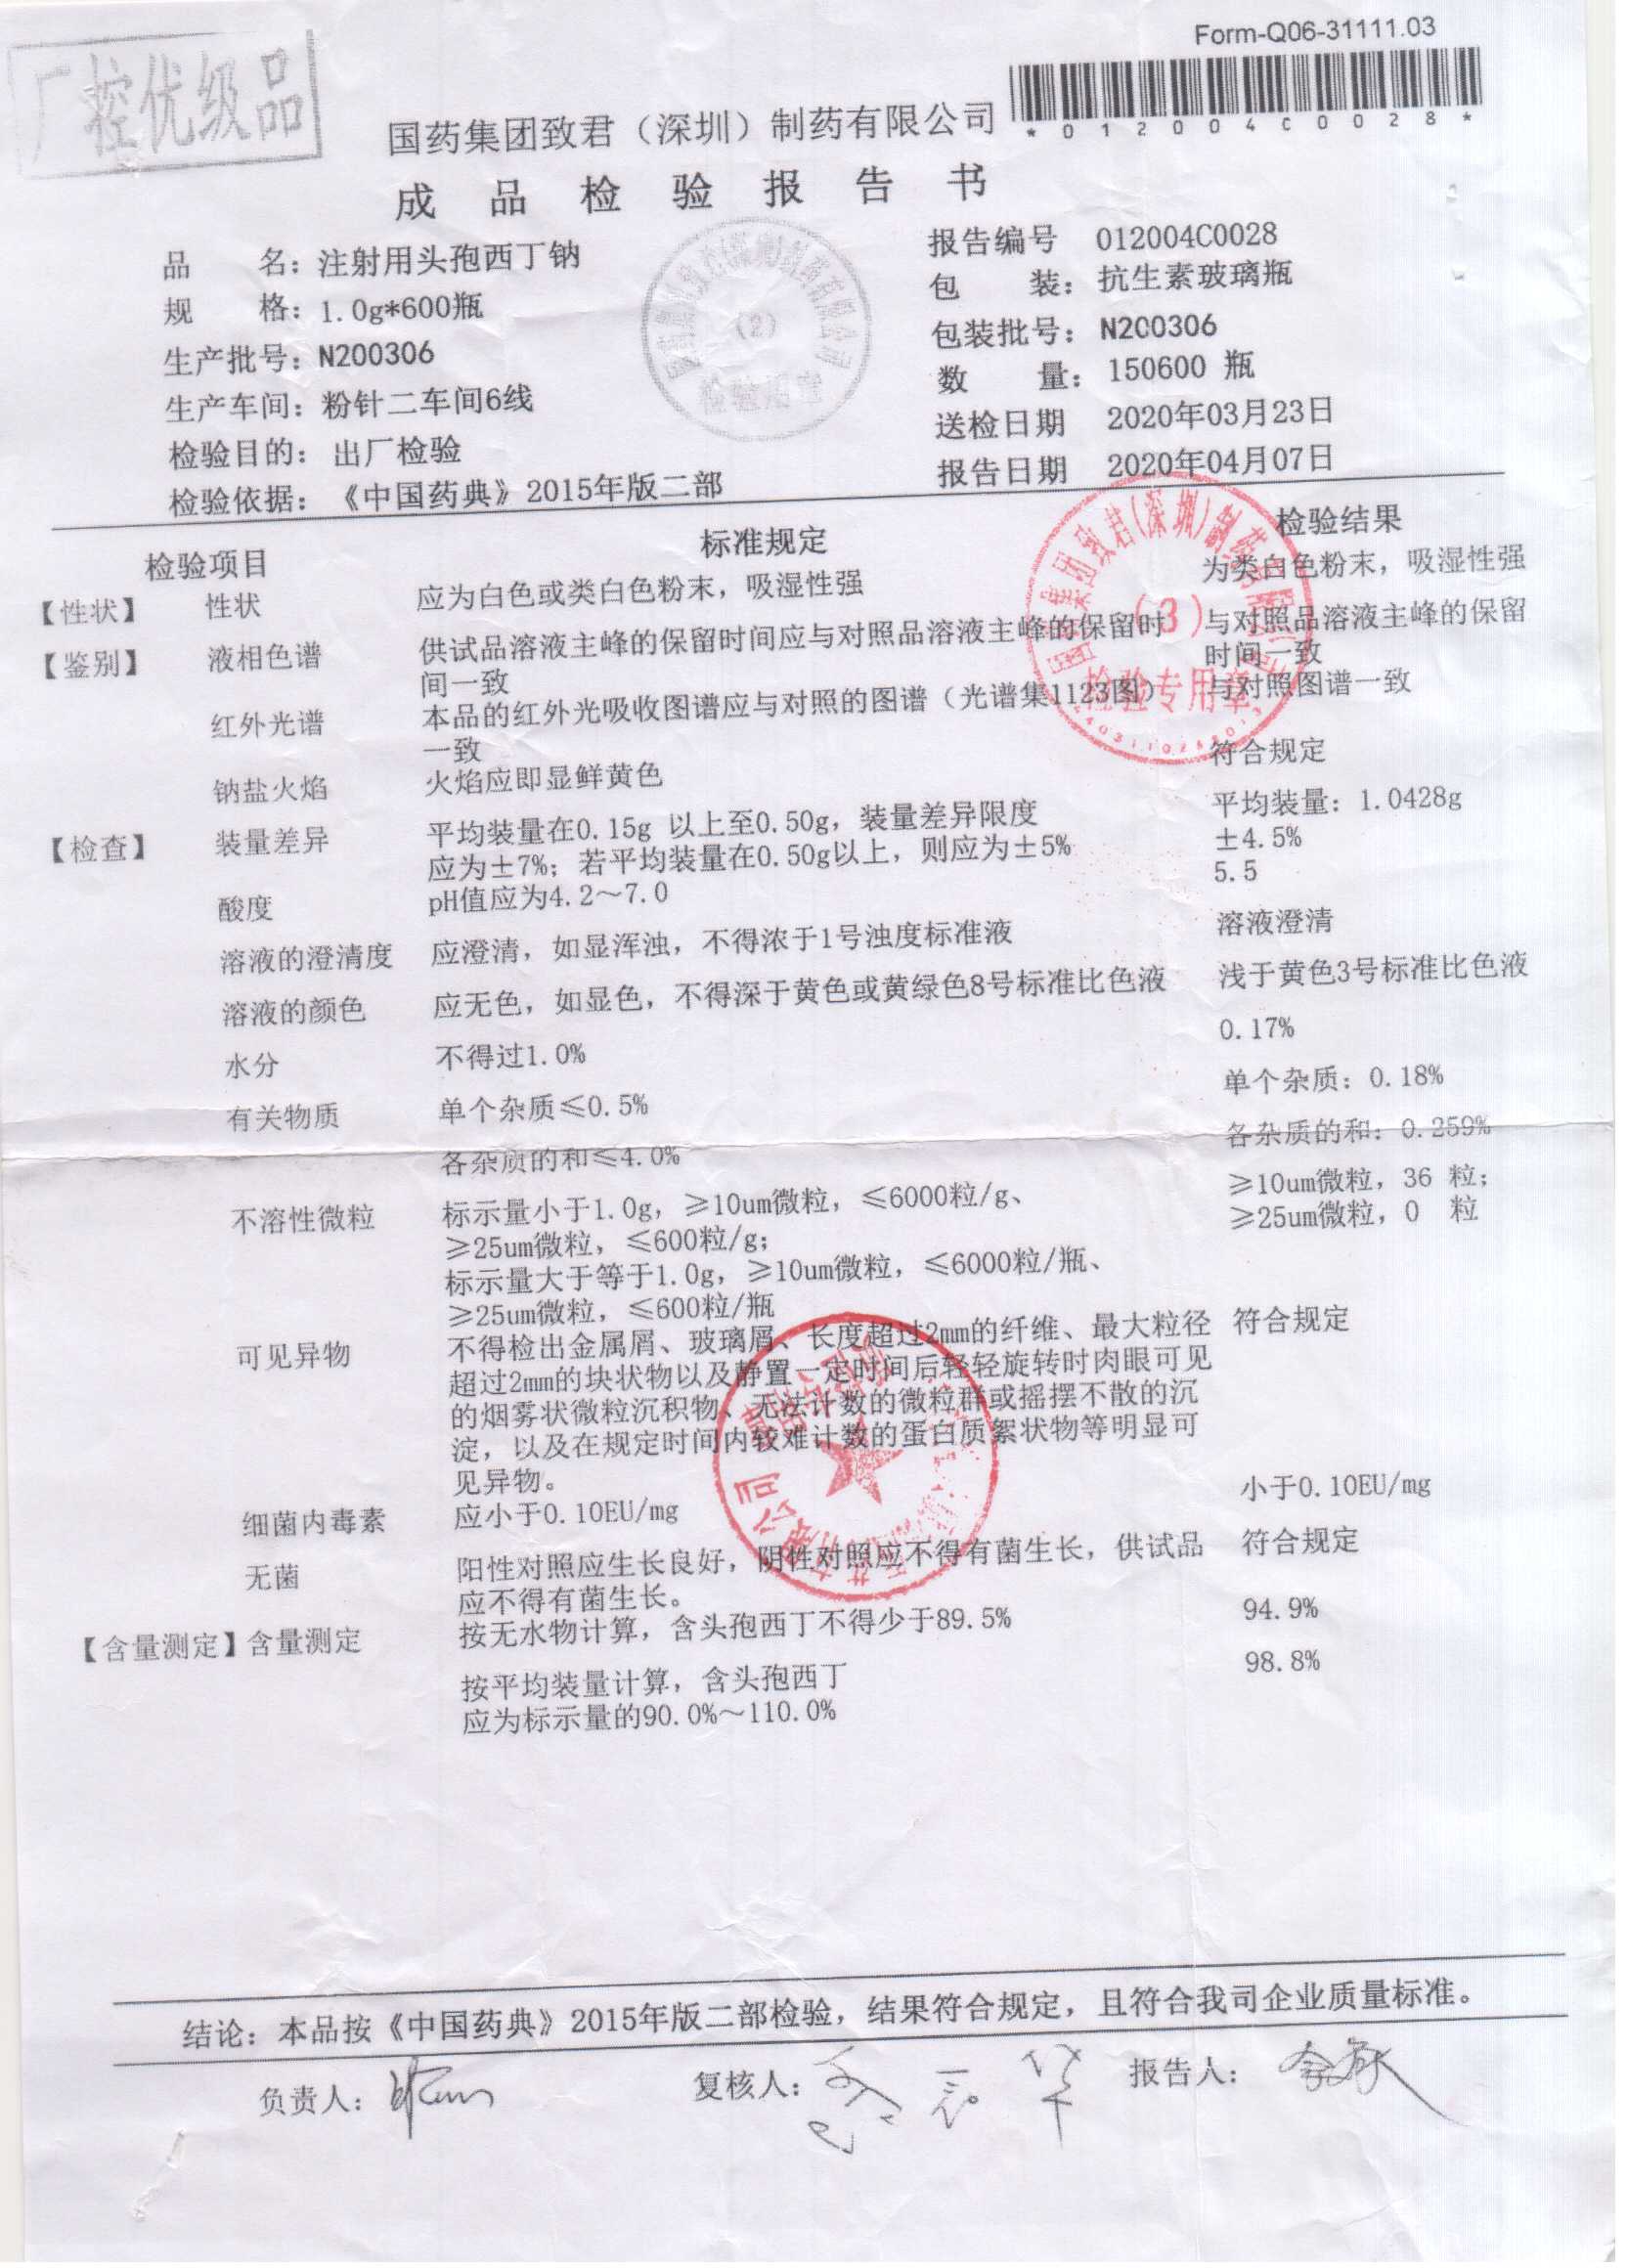 Form-Q06-31111.03
厂控优级品
*012004C0028*
国药集团致君（深圳）制药有限公司
成品检验报告书
品名：注射用头孢西丁钠
报告编号 012004C0028
规格：1.0g*600瓶
包装：抗生素玻璃瓶
生产批号：N200306
包装批号：N200306
生产车间：粉针二车间6线
数量：150600 瓶
检验目的：出厂检验
送检日期 2020年03月23日
检验依据：《中国药典》2015年版二部
报告日期 2020年04月07日
(2)
检验项目 标准规定 检验结果
【性状】 性状 应为白色或类白色粉末，吸湿性强 为类白色粉末，吸湿性强
【鉴别】 液相色谱 供试品溶液主峰的保留时间应与对照品溶液主峰的保留时 与对照品溶液主峰的保留
间一致 时间一致
红外光谱 本品的红外光吸收图谱应与对照的图谱（光谱集1123图） 与对照图谱一致
一致
钠盐火焰 火焰应即显鲜黄色 符合规定
【检查】 装量差异 平均装量在0.15g 以上至0.50g，装量差异限度 平均装量：1.0428g
应为±7%；若平均装量在0.50g以上，则应为±5% ±4.5%
酸度 pH值应为4.2～7.0 5.5
溶液的澄清度 应澄清，如显浑浊，不得浓于1号浊度标准液 溶液澄清
溶液的颜色 应无色，如显色，不得深于黄色或黄绿色8号标准比色液 浅于黄色3号标准比色液
水分 不得过1.0% 0.17%
有关物质 单个杂质≤0.5% 单个杂质：0.18%
各杂质的和≤4.0% 各杂质的和：0.259%
不溶性微粒 标示量小于1.0g，≥10um微粒，≤6000粒/g、 ≥10um微粒，36 粒；
≥25um微粒，≤600粒/g； ≥25um微粒，0 粒
标示量大于等于1.0g，≥10um微粒，≤6000粒/瓶、
≥25um微粒，≤600粒/瓶
可见异物 不得检出金属屑、玻璃屑、长度超过2mm的纤维、最大粒径 符合规定
超过2mm的块状物以及静置一定时间后轻轻旋转时肉眼可见
的烟雾状微粒沉积物、无法计数的微粒群或摇摆不散的沉
淀，以及在规定时间内较难计数的蛋白质絮状物等明显可
见异物。
细菌内毒素 应小于0.10EU/mg 小于0.10EU/mg
无菌 阳性对照应生长良好，阴性对照应不得有菌生长，供试品 符合规定
应不得有菌生长。
【含量测定】含量测定 按无水物计算，含头孢西丁不得少于89.5% 94.9%
按平均装量计算，含头孢西丁 98.8%
应为标示量的90.0%～110.0%
国药集团致君(深圳)制药有限公司
(3)
检验专用章
结论：本品按《中国药典》2015年版二部检验，结果符合规定，且符合我司企业质量标准。
负责人： 复核人： 报告人：